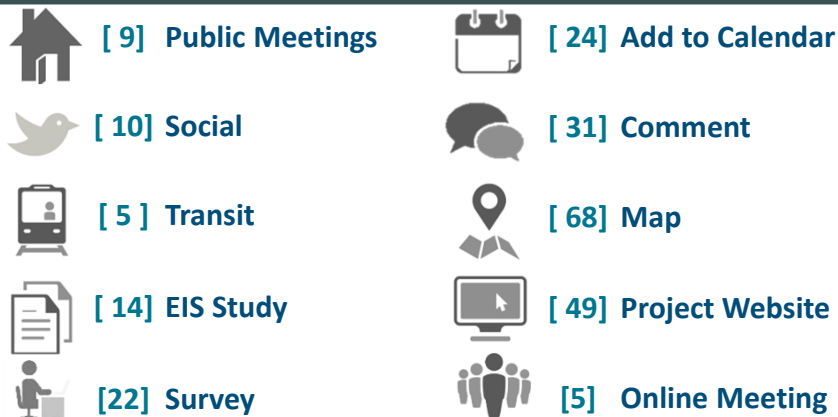 [ 9] Public Meetings
[ 10] Social
[ 5 ] Transit
[ 14] EIS Study
[22] Survey
[ 24] Add to Calendar
[ 31] Comment
[ 68] Map
[ 49] Project Website
[5] Online Meeting